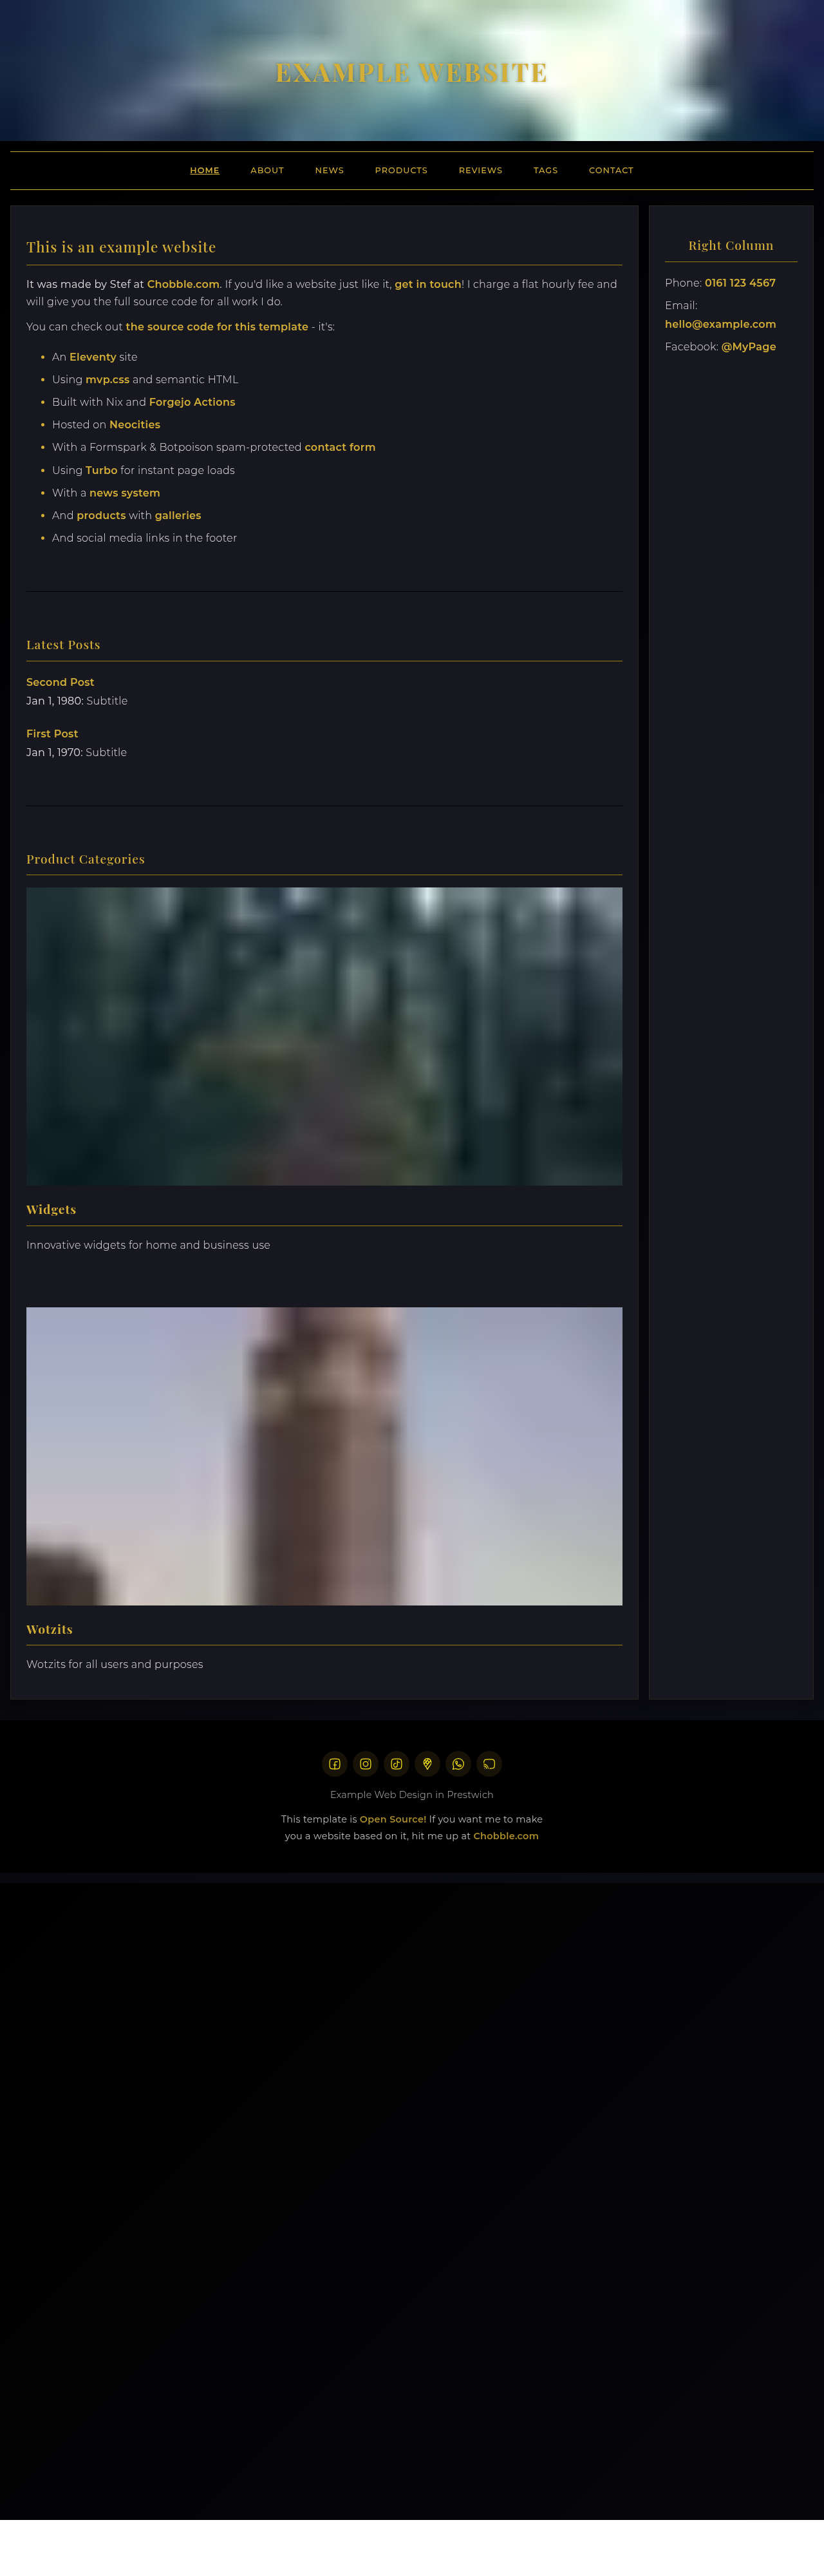 EXAMPLE WEBSITE
HOME ABOUT NEWS PRODUCTS REVIEWS TAGS CONTACT
This is an example website
It was made by Stef at Chobble.com. If you'd like a website just like it, get in touch! I charge a flat hourly fee and
will give you the full source code for all work I do.
You can check out the source code for this template - it's:
• An Eleventy site
• Using mvp.css and semantic HTML
• Built with Nix and Forgejo Actions
• Hosted on Neocities
• With a Formspark & Botpoison spam-protected contact form
• Using Turbo for instant page loads
• With a news system
• And products with galleries
• And social media links in the footer
Latest Posts
Second Post
Jan 1, 1980: Subtitle
First Post
Jan 1, 1970: Subtitle
Product Categories
Widgets
Innovative widgets for home and business use
Wotzits
Wotzits for all users and purposes
Right Column
Phone: 0161 123 4567
Email:
hello@example.com
Facebook: @MyPage
Example Web Design in Prestwich
This template is Open Source! If you want me to make
you a website based on it, hit me up at Chobble.com